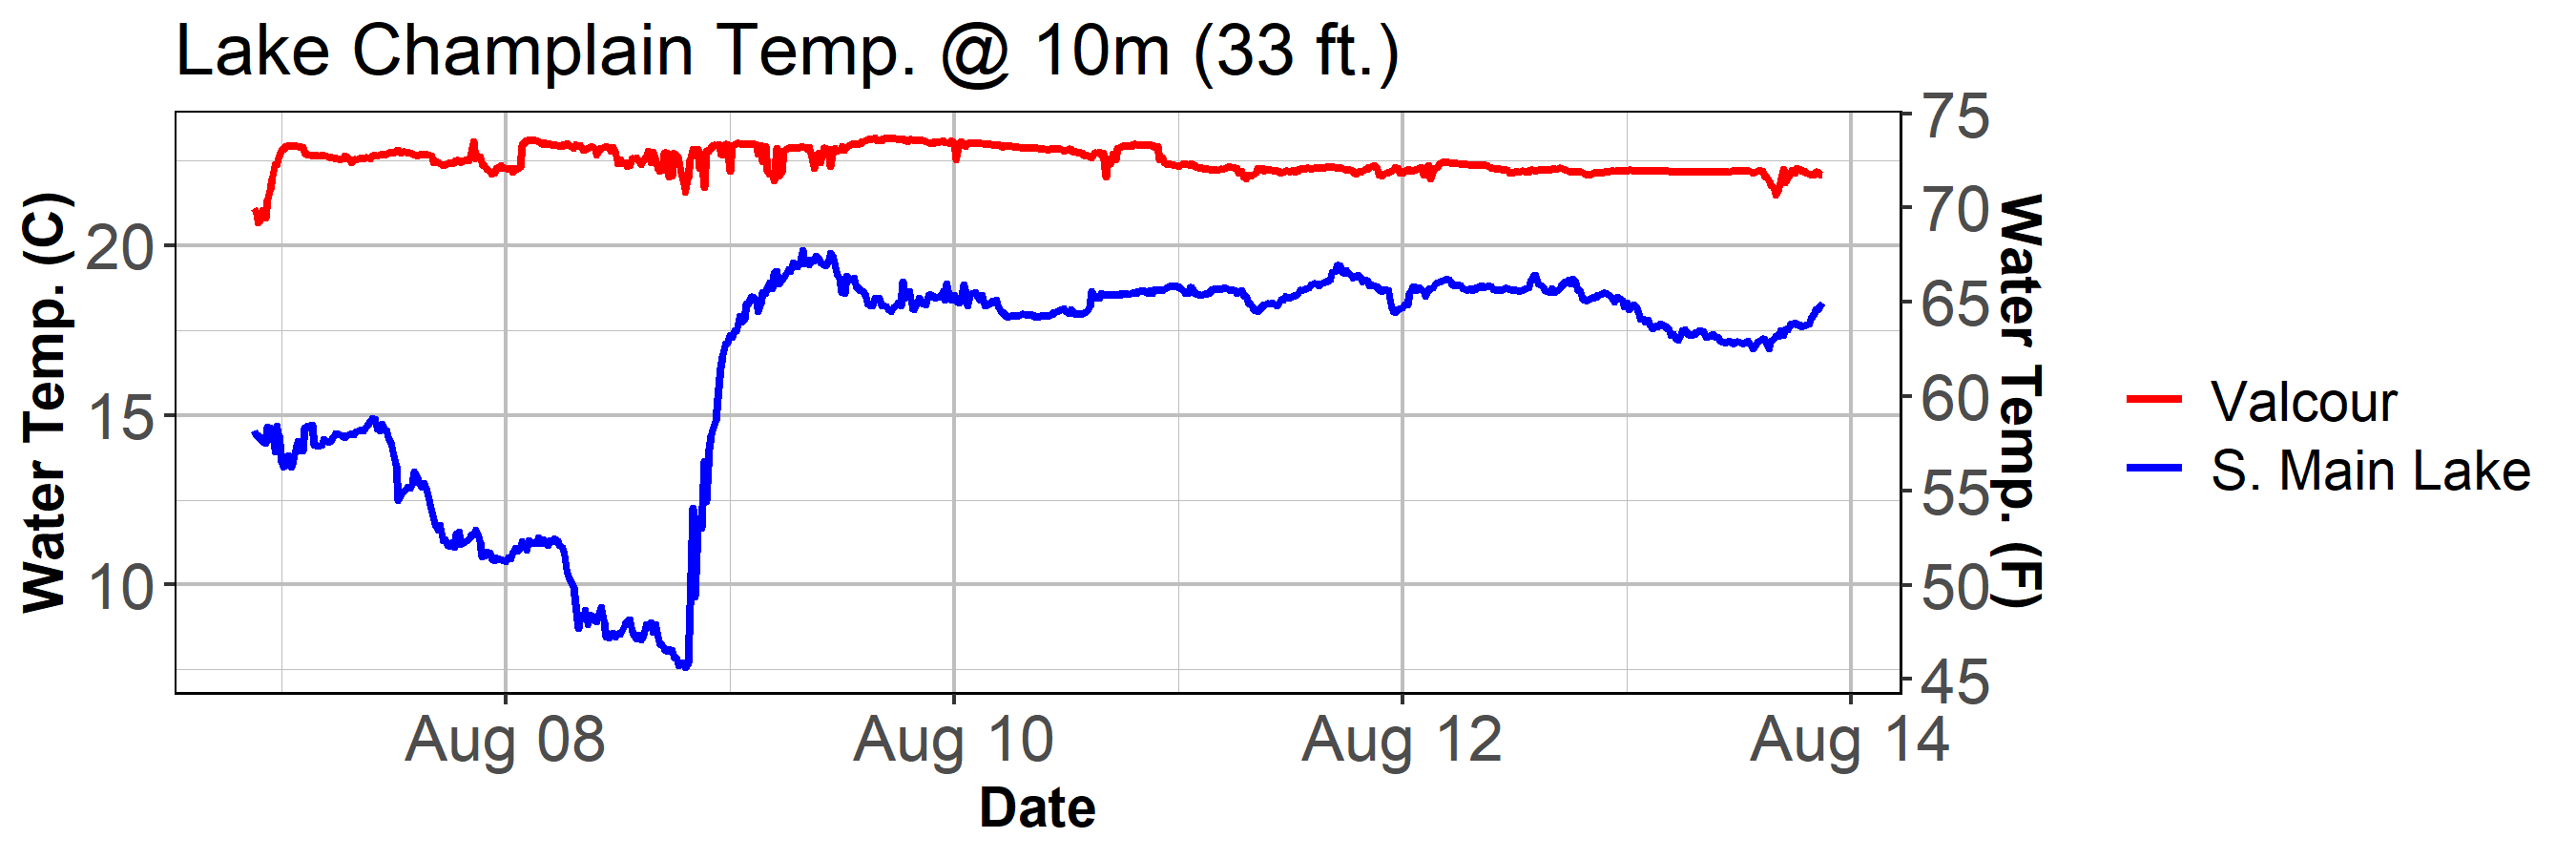 Lake Champlain Temp. @ 10m (33 ft.)
Water Temp. (C)
20
15
10
75
70
65
60
55
50
45
Water Temp. (F)
Aug 08
Aug 10
Aug 12
Aug 14
Date
Valcour
S. Main Lake